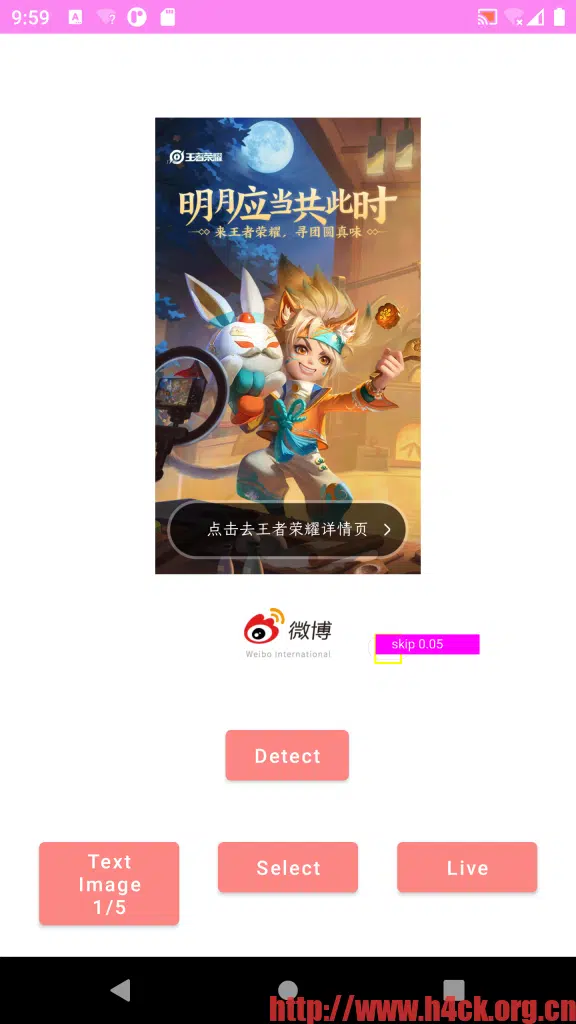 9:59
A
?
王者荣耀
明月应当共此时
来王者荣耀，寻团圆真味
点击去王者荣耀详情页
微博
Weibo International
skip 0.05
Detect
Text
Image
1/5
Select
Live
http://www.h4ck.org.cn